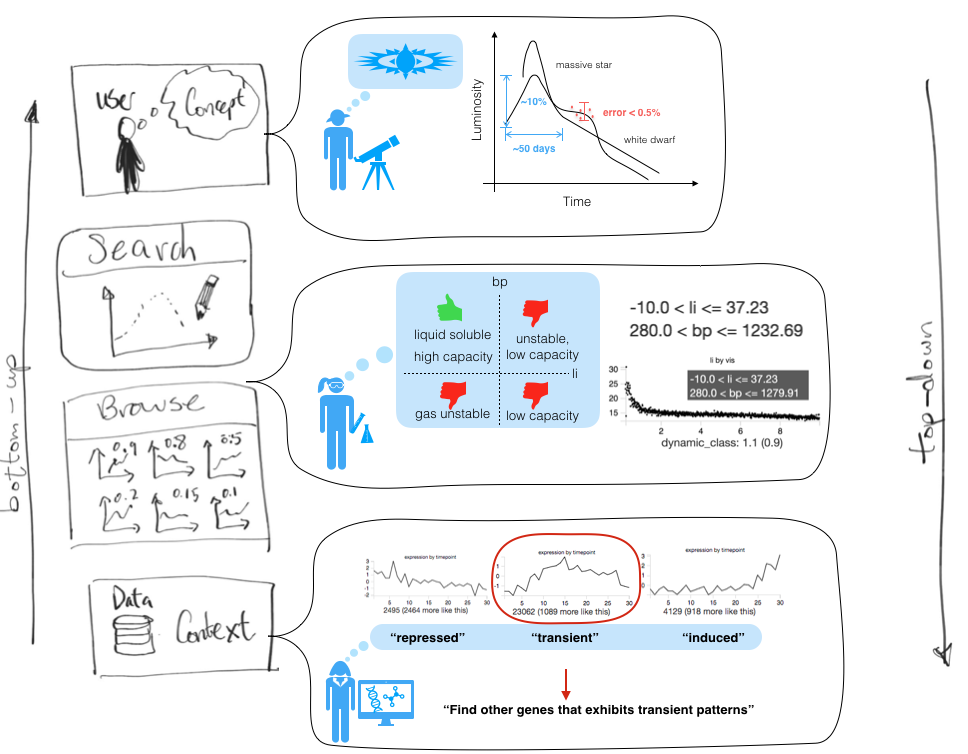 user
Concept
Luminosity
massive star
~10%
error < 0.5%
~50 days
white dwarf
Time
Search
bottom-up
top-down
bp
liquid soluble
high capacity
unstable,
low capacity
li
gas unstable
low capacity
-10.0 < li <= 37.23
280.0 < bp <= 1232.69
li by vis
-10.0 < li <= 37.23
280.0 < bp <= 1279.91
30
25
20
15
2
4
6
8
dynamic_class: 1.1 (0.9)
Browse
0.9
0.8
0.5
0.2
0.15
0.1
Data
Context
expression by timepoint
3
2
1
0
-1
-2
5
10
15
20
25
30
2495 (2464 more like this)
expression by timepoint
2
1
0
-1
5
10
15
20
25
30
23062 (1089 more like this)
expression by timepoint
3
2
1
0
5
10
15
20
25
30
4129 (918 more like this)
“repressed”
“transient”
“induced”
“Find other genes that exhibits transient patterns”